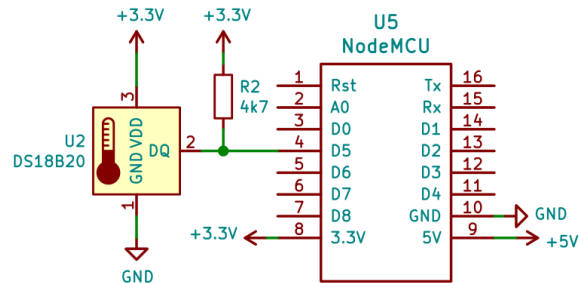 +3.3V
+3.3V
U5
NodeMCU
R2
4k7
U2
DS18B20
3
VDD
GND
DQ
2
1
GND
1 Rst Tx 16
2 A0 Rx 15
3 D0 D1 14
4 D5 D2 13
5 D6 D3 12
6 D7 D4 11
7 D8 GND 10 GND
+3.3V 8 3.3V 5V 9 +5V